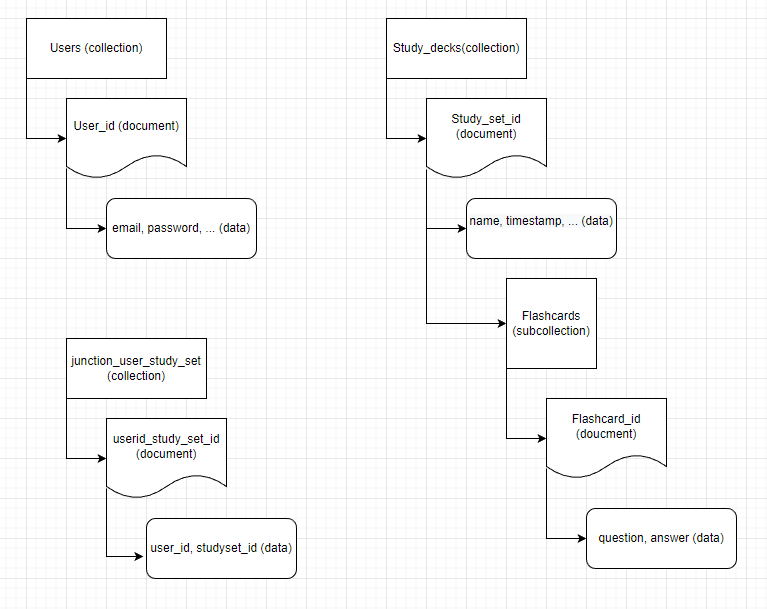 Users (collection)
User_id (document)
email, password, ... (data)
junction_user_study_set
(collection)
userid_study_set_id
(document)
user_id, studyset_id (data)
Study_decks(collection)
Study_set_id
(document)
name, timestamp, ... (data)
Flashcards
(subcollection)
Flashcard_id
(doucment)
question, answer (data)